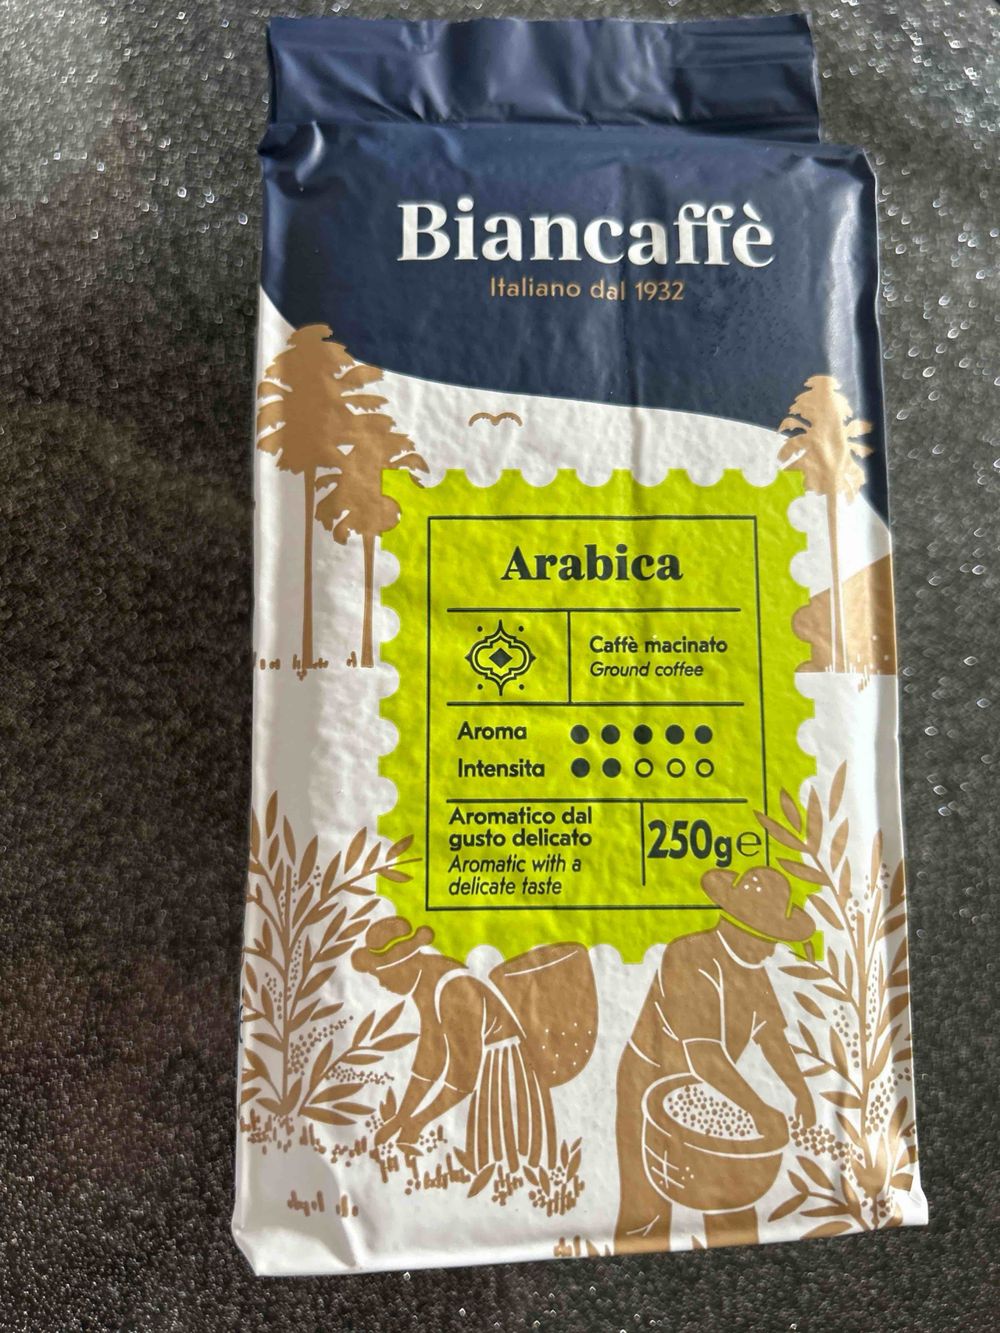 Biancaffè
Italiano dal 1932
Arabica
Caffè macinato
Ground coffee
Aroma
Intensita
Aromatico dal
gusto delicato
Aromatic with a
delicate taste
250g℮